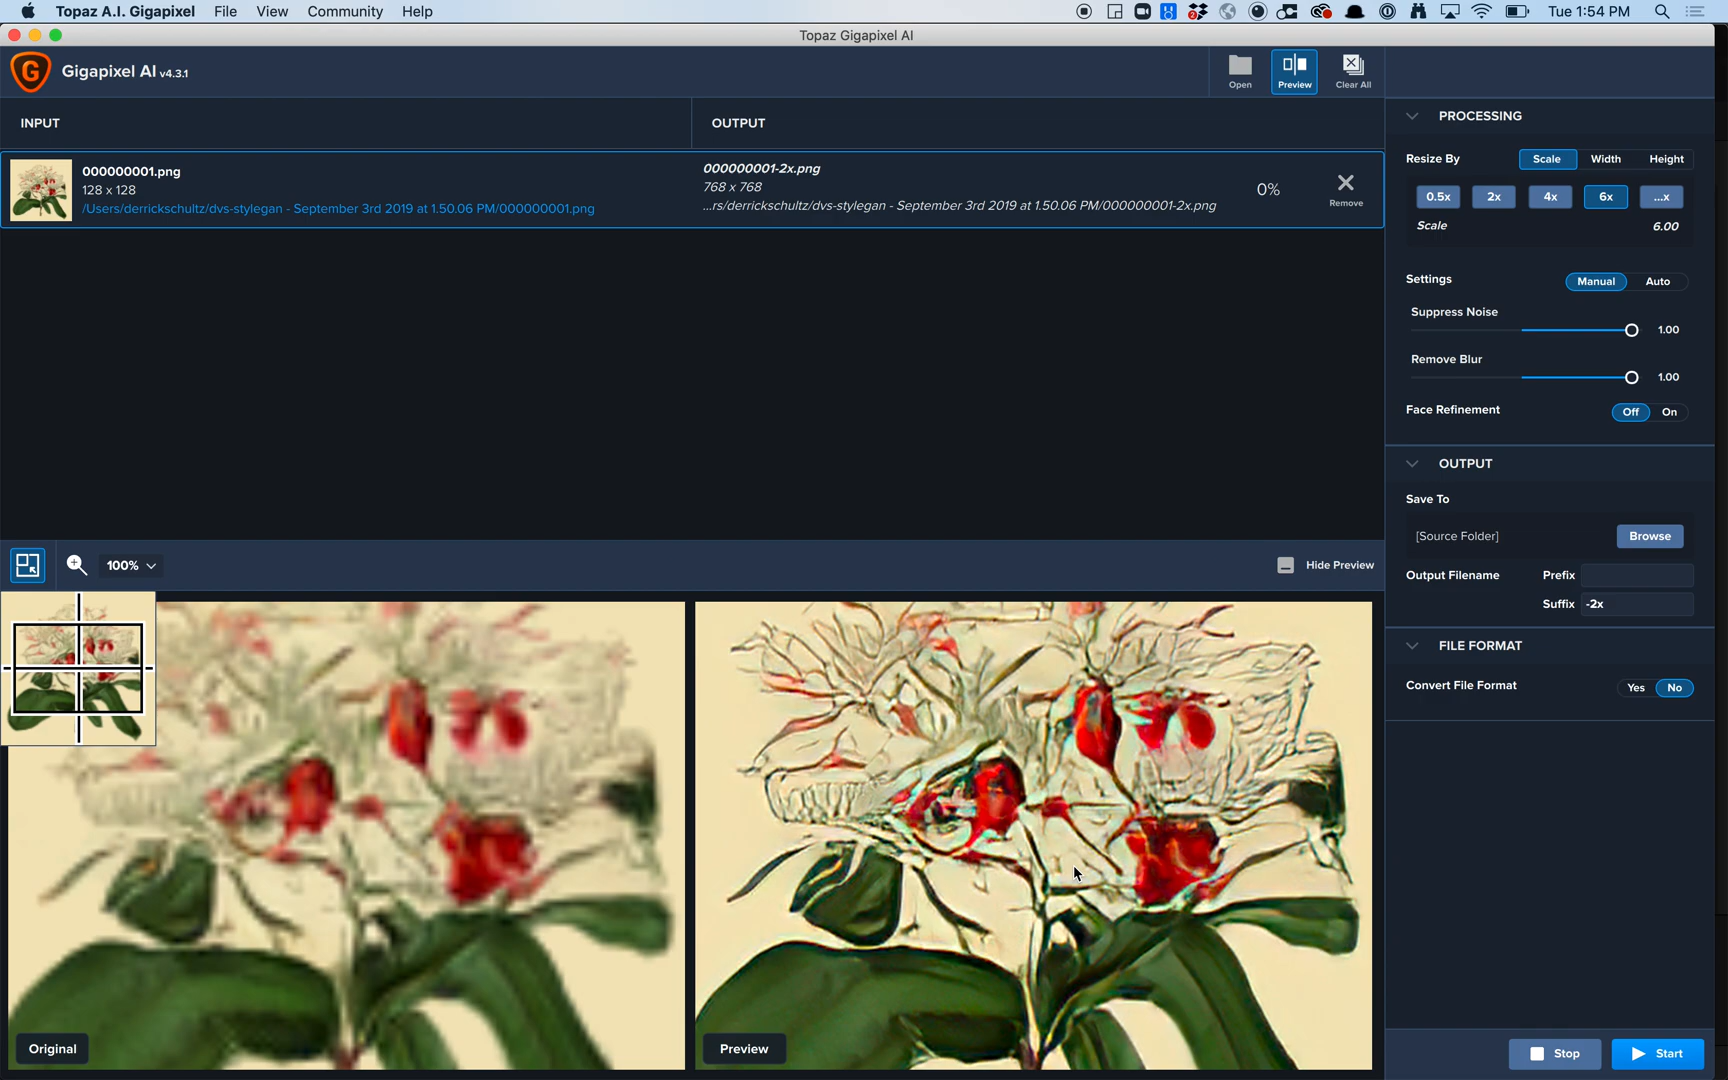 Topaz A.I. Gigapixel File View Community Help Tue 1:54 PM
Topaz Gigapixel AI
Gigapixel AI v4.3.1
Open Preview Clear All
INPUT OUTPUT
000000001.png
128 x 128
/Users/derrickschultz/dvs-stylegan - September 3rd 2019 at 1.50.06 PM/000000001.png
000000001-2x.png
768 x 768
...rs/derrickschultz/dvs-stylegan - September 3rd 2019 at 1.50.06 PM/000000001-2x.png
0%
Remove
PROCESSING
Resize By Scale Width Height
0.5x 2x 4x 6x ...x
Scale 6.00
Settings Manual Auto
Suppress Noise
1.00
Remove Blur
1.00
Face Refinement Off On
OUTPUT
Save To
[Source Folder] Browse
Output Filename Prefix
Suffix -2x
FILE FORMAT
Convert File Format Yes No
100% Hide Preview
Original
Preview
Stop Start